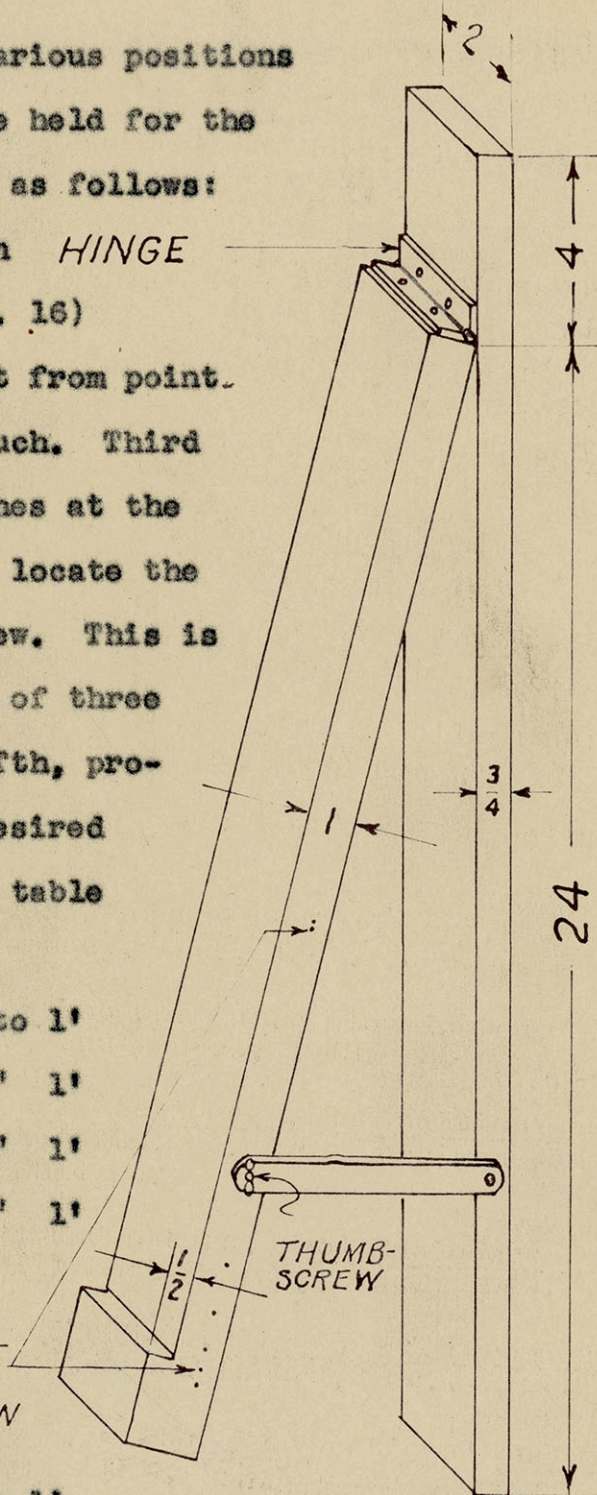 arious positions
held for the
as follows:
HINGE
. 16)
t from point.
uch. Third
nes at the
locate the
ew. This is
of three
fth, pro-
esired
table
to 1'
" 1'
" 1'
" 1'
2
4
3/4
24
1
1/2
THUMB-
SCREW